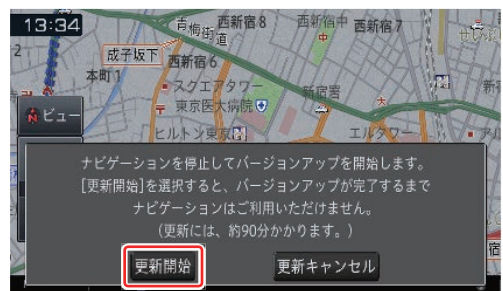 13:34
青梅街道
西新宿8
西新宿中
西新宿7
2
成子坂下
西新宿6
本町1
スクエアタワー
新宿署
東京医大病院
ビュー
ヒルトン東京
エルタワー
ナビゲーションを停止してバージョンアップを開始します。
[更新開始]を選択すると、バージョンアップが完了するまで
ナビゲーションはご利用いただけません。
(更新には、約90分かかります。)
更新開始
更新キャンセル
宿